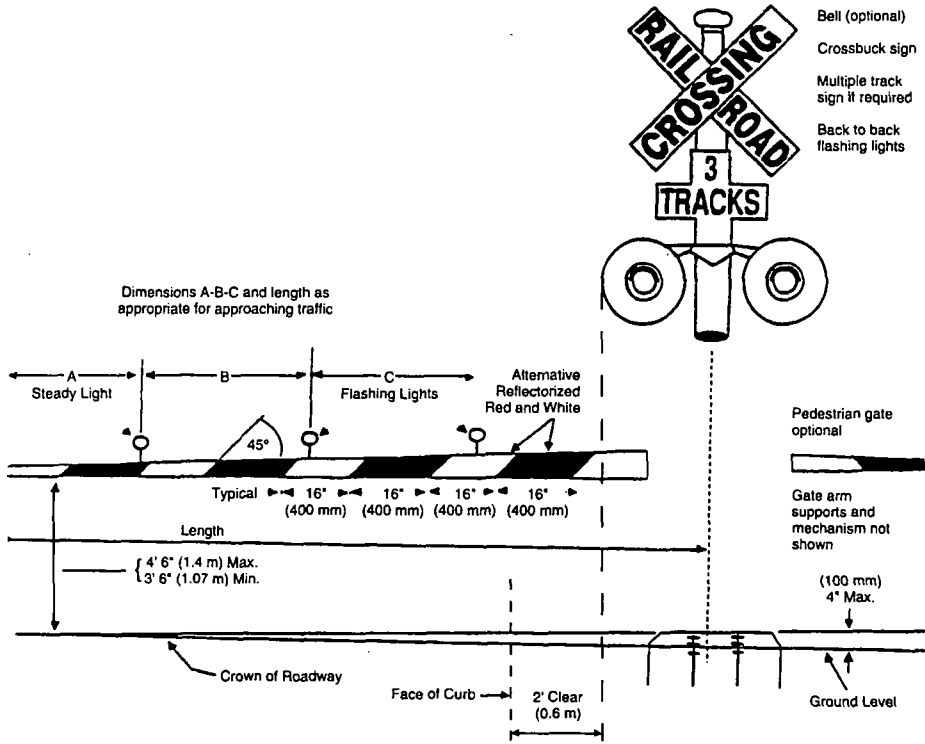 Bell (optional)
Crossbuck sign
Multiple track
sign if required
Back to back
flashing lights
RAIL
ROAD
CROSSING
3
TRACKS
Dimensions A-B-C and length as
appropriate for approaching traffic
A
B
C
Steady Light
Flashing Lights
Alternative
Reflectorized
Red and White
45°
Pedestrian gate
optional
Typical
16" 16" 16" 16"
(400 mm) (400 mm) (400 mm) (400 mm)
Gate arm
supports and
mechanism not
shown
Length
4' 6" (1.4 m) Max.
3' 6" (1.07 m) Min.
(100 mm)
4" Max.
Crown of Roadway
Face of Curb
2' Clear
(0.6 m)
Ground Level